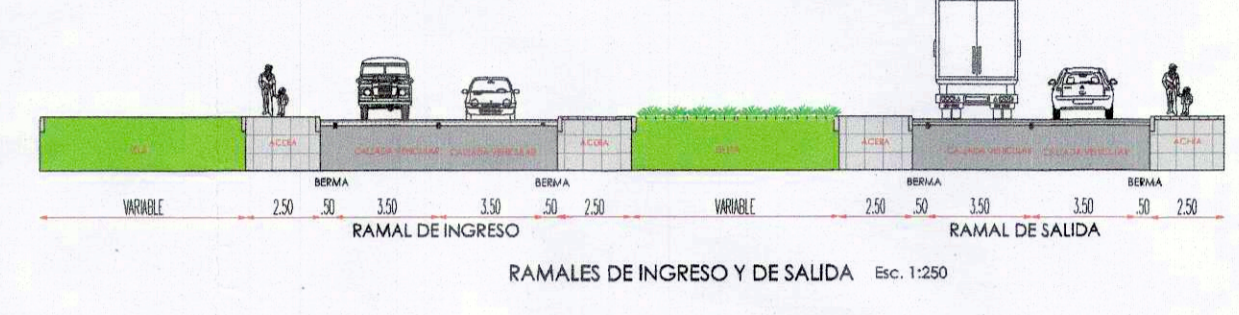 ACERA CALZADA VEHICULAR CALZADA VEHICULAR ACERA ACERA CALZADA VEHICULAR CALZADA VEHICULAR ACERA
BERMA BERMA BERMA BERMA
VARIABLE 2.50 .50 3.50 3.50 .50 2.50 VARIABLE 2.50 .50 3.50 3.50 .50 2.50
RAMAL DE INGRESO RAMAL DE SALIDA
RAMALES DE INGRESO Y DE SALIDA Esc. 1:250